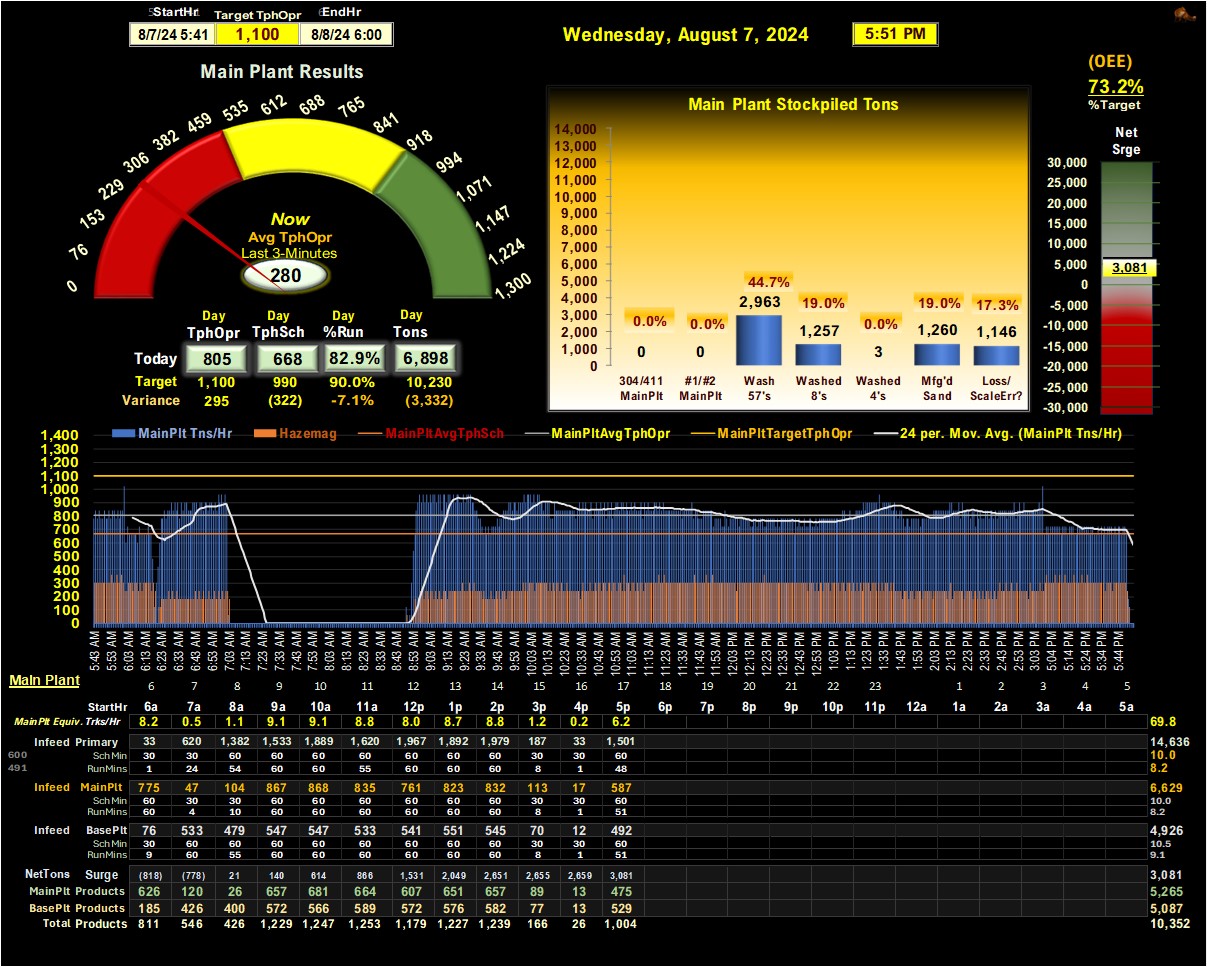 StartHr Target TphOpr EndHr
8/7/24 5:41 1,100 8/8/24 6:00
Wednesday, August 7, 2024 5:51 PM
(OEE)
73.2%
%Target
Main Plant Results
0 76 153 229 306 382 459 535 612 688 765 841 918 994 1,071 1,147 1,224 1,300
Now
Avg TphOpr
Last 3-Minutes
280
Day Day Day Day
TphOpr TphSch %Run Tons
Today 805 668 82.9% 6,898
Target 1,100 990 90.0% 10,230
Variance 295 (322) -7.1% (3,332)
Main Plant Stockpiled Tons
14,000
13,000
12,000
11,000
10,000
9,000
8,000
7,000
6,000
5,000
4,000
3,000
2,000
1,000
0
0.0% 0.0% 44.7% 19.0% 0.0% 19.0% 17.3%
0 0 2,963 1,257 3 1,260 1,146
304/411 #1/#2 Wash Washed Washed Mfg'd Loss/
MainPlt MainPlt 57's 8's 4's Sand ScaleErr?
Net
Srge
30,000
25,000
20,000
15,000
10,000
5,000
0
-5,000
-10,000
-15,000
-20,000
-25,000
-30,000
3,081
MainPlt Tns/Hr Hazemag MainPltAvgTphSch MainPltAvgTphOpr MainPltTargetTphOpr 24 per. Mov. Avg. (MainPlt Tns/Hr)
1,400
1,300
1,200
1,100
1,000
900
800
700
600
500
400
300
200
100
0
5:43 AM 5:53 AM 6:03 AM 6:13 AM 6:23 AM 6:33 AM 6:43 AM 6:53 AM 7:03 AM 7:13 AM 7:23 AM 7:33 AM 7:43 AM 7:53 AM 8:03 AM 8:13 AM 8:23 AM 8:33 AM 8:43 AM 8:53 AM 9:03 AM 9:13 AM 9:23 AM 9:33 AM 9:43 AM 9:53 AM 10:03 AM 10:13 AM 10:23 AM 10:33 AM 10:43 AM 10:53 AM 11:03 AM 11:13 AM 11:23 AM 11:33 AM 11:43 AM 11:53 AM 12:03 PM 12:13 PM 12:23 PM 12:33 PM 12:43 PM 12:53 PM 1:03 PM 1:13 PM 1:23 PM 1:33 PM 1:43 PM 1:53 PM 2:03 PM 2:13 PM 2:23 PM 2:33 PM 2:43 PM 2:53 PM 3:03 PM 5:04 PM 5:14 PM 5:24 PM 5:34 PM 5:44 PM
Main Plant 6 7 8 9 10 11 12 13 14 15 16 17 18 19 20 21 22 23 1 2 3 4 5
StartHr 6a 7a 8a 9a 10a 11a 12p 1p 2p 3p 4p 5p 6p 7p 8p 9p 10p 11p 12a 1a 2a 3a 4a 5a
MainPlt Equiv. Trks/Hr 8.2 0.5 1.1 9.1 9.1 8.8 8.0 8.7 8.8 1.2 0.2 6.2 69.8
Infeed Primary 33 620 1,382 1,533 1,889 1,620 1,967 1,892 1,979 187 33 1,501 14,636
600 SchMin 30 30 60 60 60 60 60 60 60 30 30 60 10.0
491 RunMins 1 24 54 60 60 55 60 60 60 8 1 48 8.2
Infeed MainPlt 775 47 104 867 868 835 761 823 832 113 17 587 6,629
SchMin 60 30 30 60 60 60 60 60 60 30 30 60 10.0
RunMins 60 4 10 60 60 60 60 60 60 8 1 51 8.2
Infeed BasePlt 76 533 479 547 547 533 541 551 545 70 12 492 4,926
SchMin 30 60 60 60 60 60 60 60 60 30 30 60 10.5
RunMins 9 60 55 60 60 60 60 60 60 8 1 51 9.1
NetTons Surge (818) (778) 21 140 614 866 1,531 2,049 2,651 2,655 2,659 3,081 3,081
MainPlt Products 626 120 26 657 681 664 607 651 657 89 13 475 5,265
BasePlt Products 185 426 400 572 566 589 572 576 582 77 13 529 5,087
Total Products 811 546 426 1,229 1,247 1,253 1,179 1,227 1,239 166 26 1,004 10,352